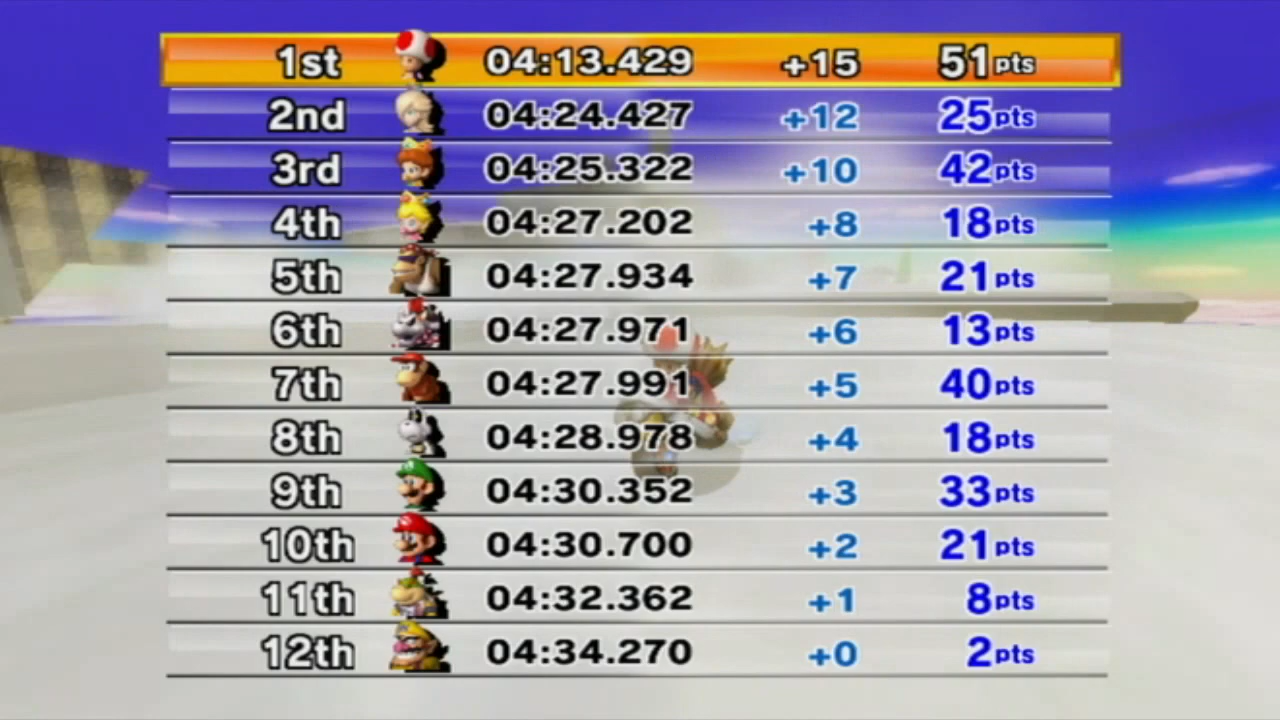 1st 04:13.429 +15 51pts
2nd 04:24.427 +12 25pts
3rd 04:25.322 +10 42pts
4th 04:27.202 +8 18pts
5th 04:27.934 +7 21pts
6th 04:27.971 +6 13pts
7th 04:27.991 +5 40pts
8th 04:28.978 +4 18pts
9th 04:30.352 +3 33pts
10th 04:30.700 +2 21pts
11th 04:32.362 +1 8pts
12th 04:34.270 +0 2pts